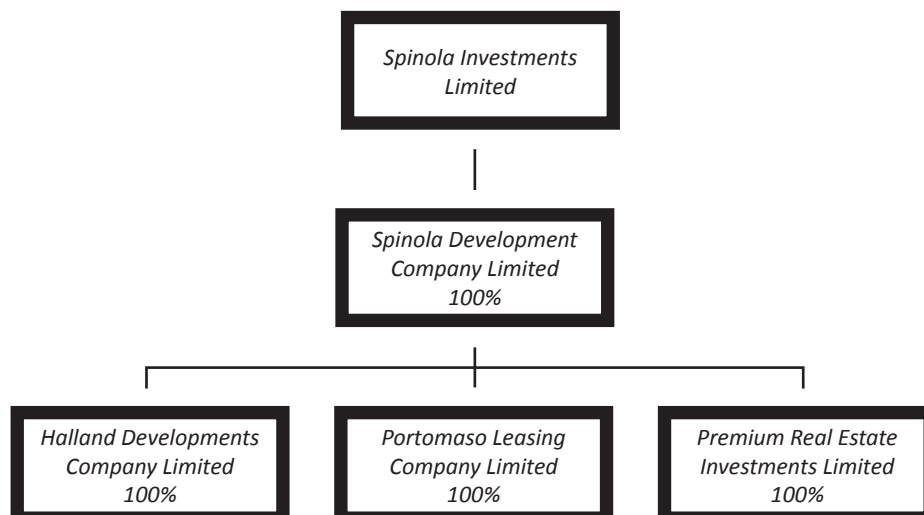 Spinola Investments
Limited
Spinola Development
Company Limited
100%
Halland Developments
Company Limited
100%
Portomaso Leasing
Company Limited
100%
Premium Real Estate
Investments Limited
100%